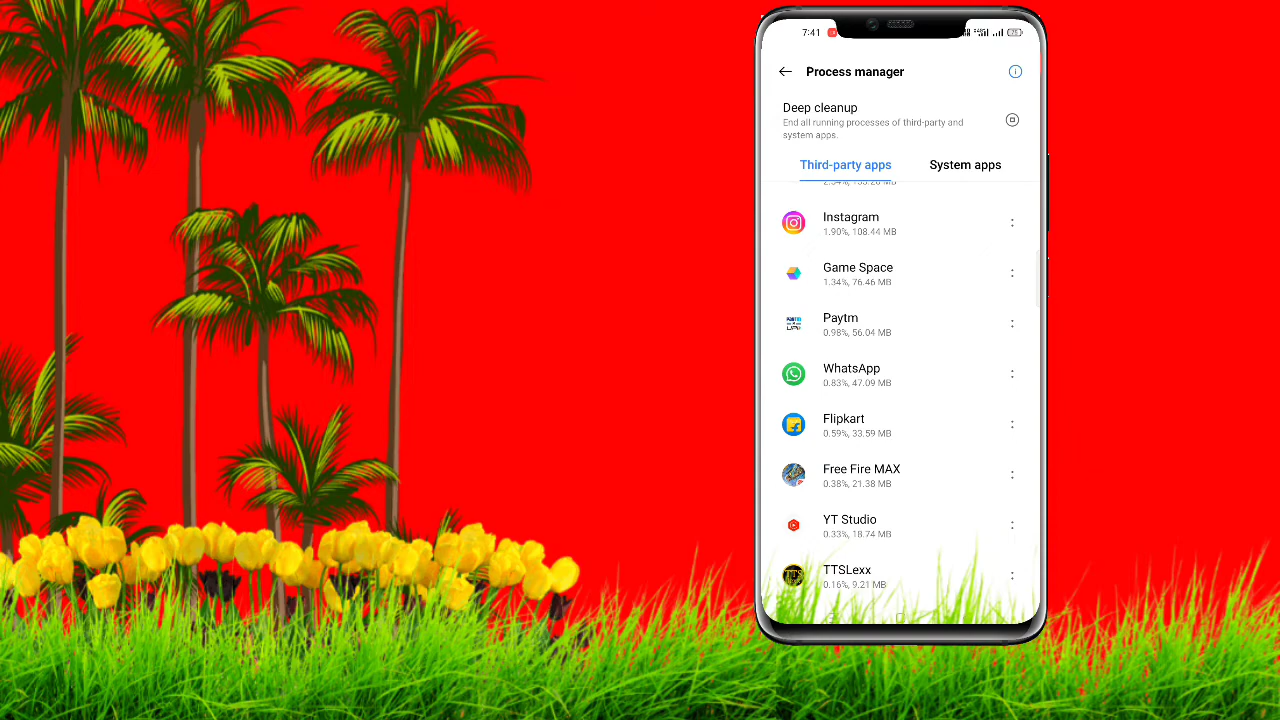 7:41
Process manager
Deep cleanup
End all running processes of third-party and
system apps.
Third-party apps
System apps
Instagram
1.90%, 108.44 MB
Game Space
1.34%, 76.46 MB
Paytm
0.98%, 56.04 MB
WhatsApp
0.83%, 47.09 MB
Flipkart
0.59%, 33.59 MB
Free Fire MAX
0.38%, 21.38 MB
YT Studio
0.33%, 18.74 MB
TTSLexx
0.16%, 9.21 MB